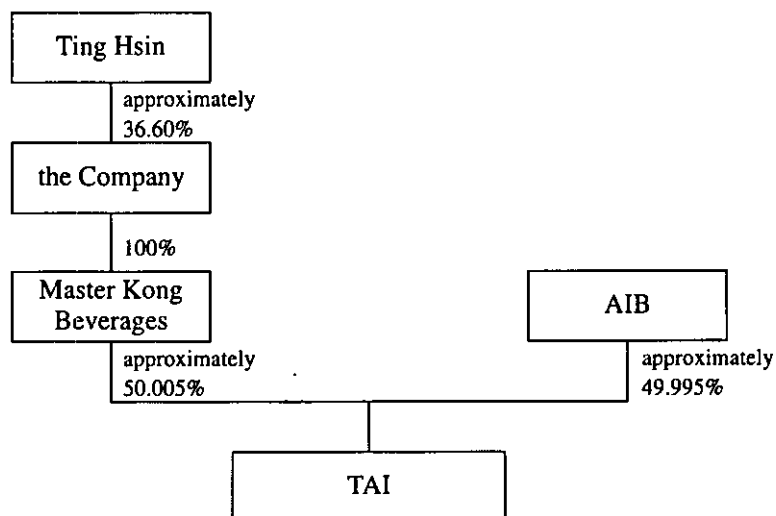 Ting Hsin
approximately
36.60%
the Company
100%
Master Kong
Beverages
AIB
approximately
50.005%
approximately
49.995%
TAI